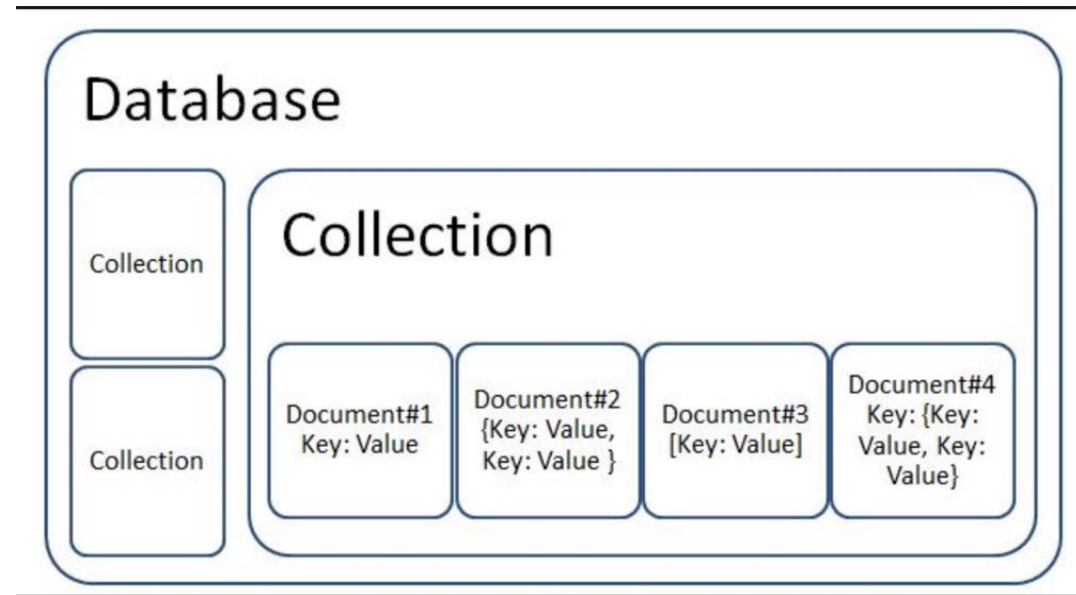 Database
Collection
Collection
Collection
Document#1
Key: Value
Document#2
{Key: Value,
Key: Value }
Document#3
[Key: Value]
Document#4
Key: {Key:
Value, Key:
Value}